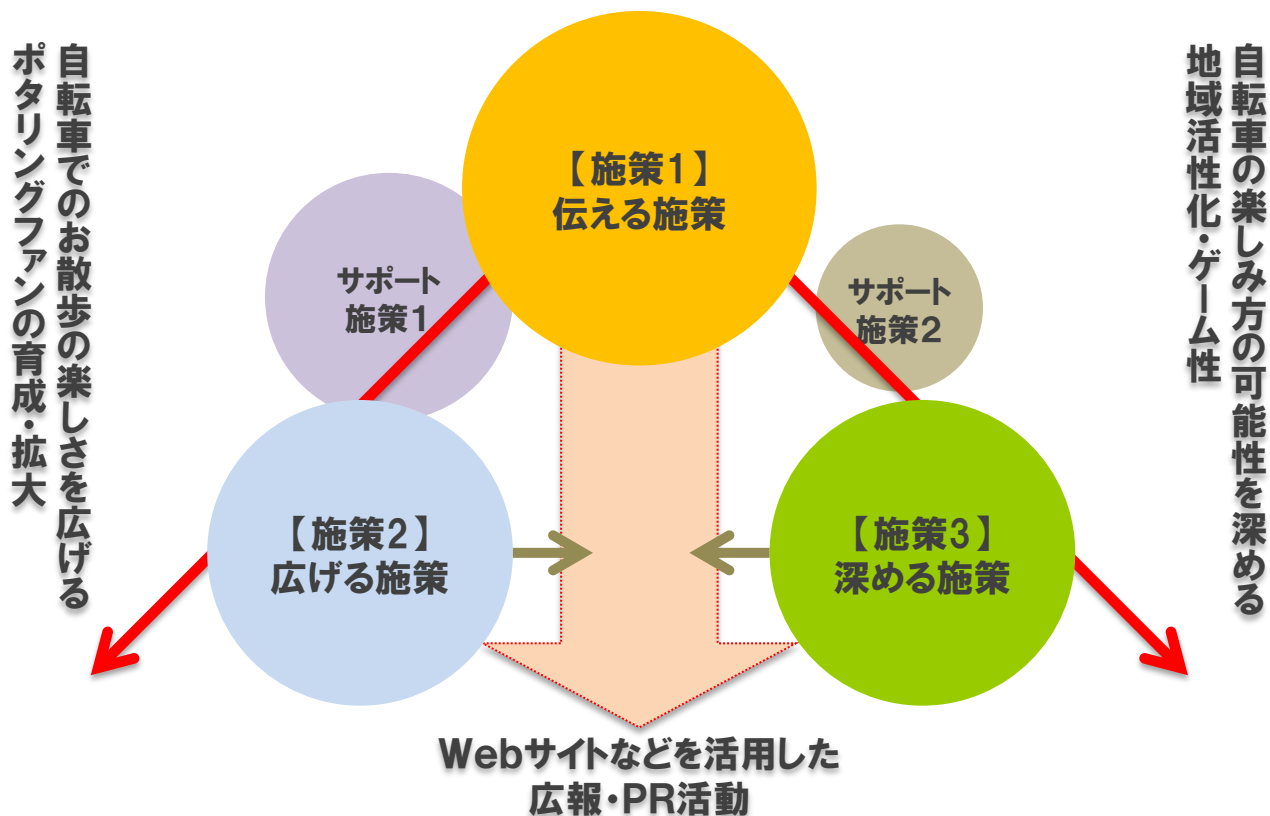 【施策1】
伝える施策
サポート
施策1
サポート
施策2
【施策2】
広げる施策
【施策3】
深める施策
自転車でのお散歩の楽しさを広げる
ポタリングファンの育成・拡大
自転車の楽しみ方の可能性を深める
地域活性化・ゲーム性
Webサイトなどを活用した
広報・PR活動